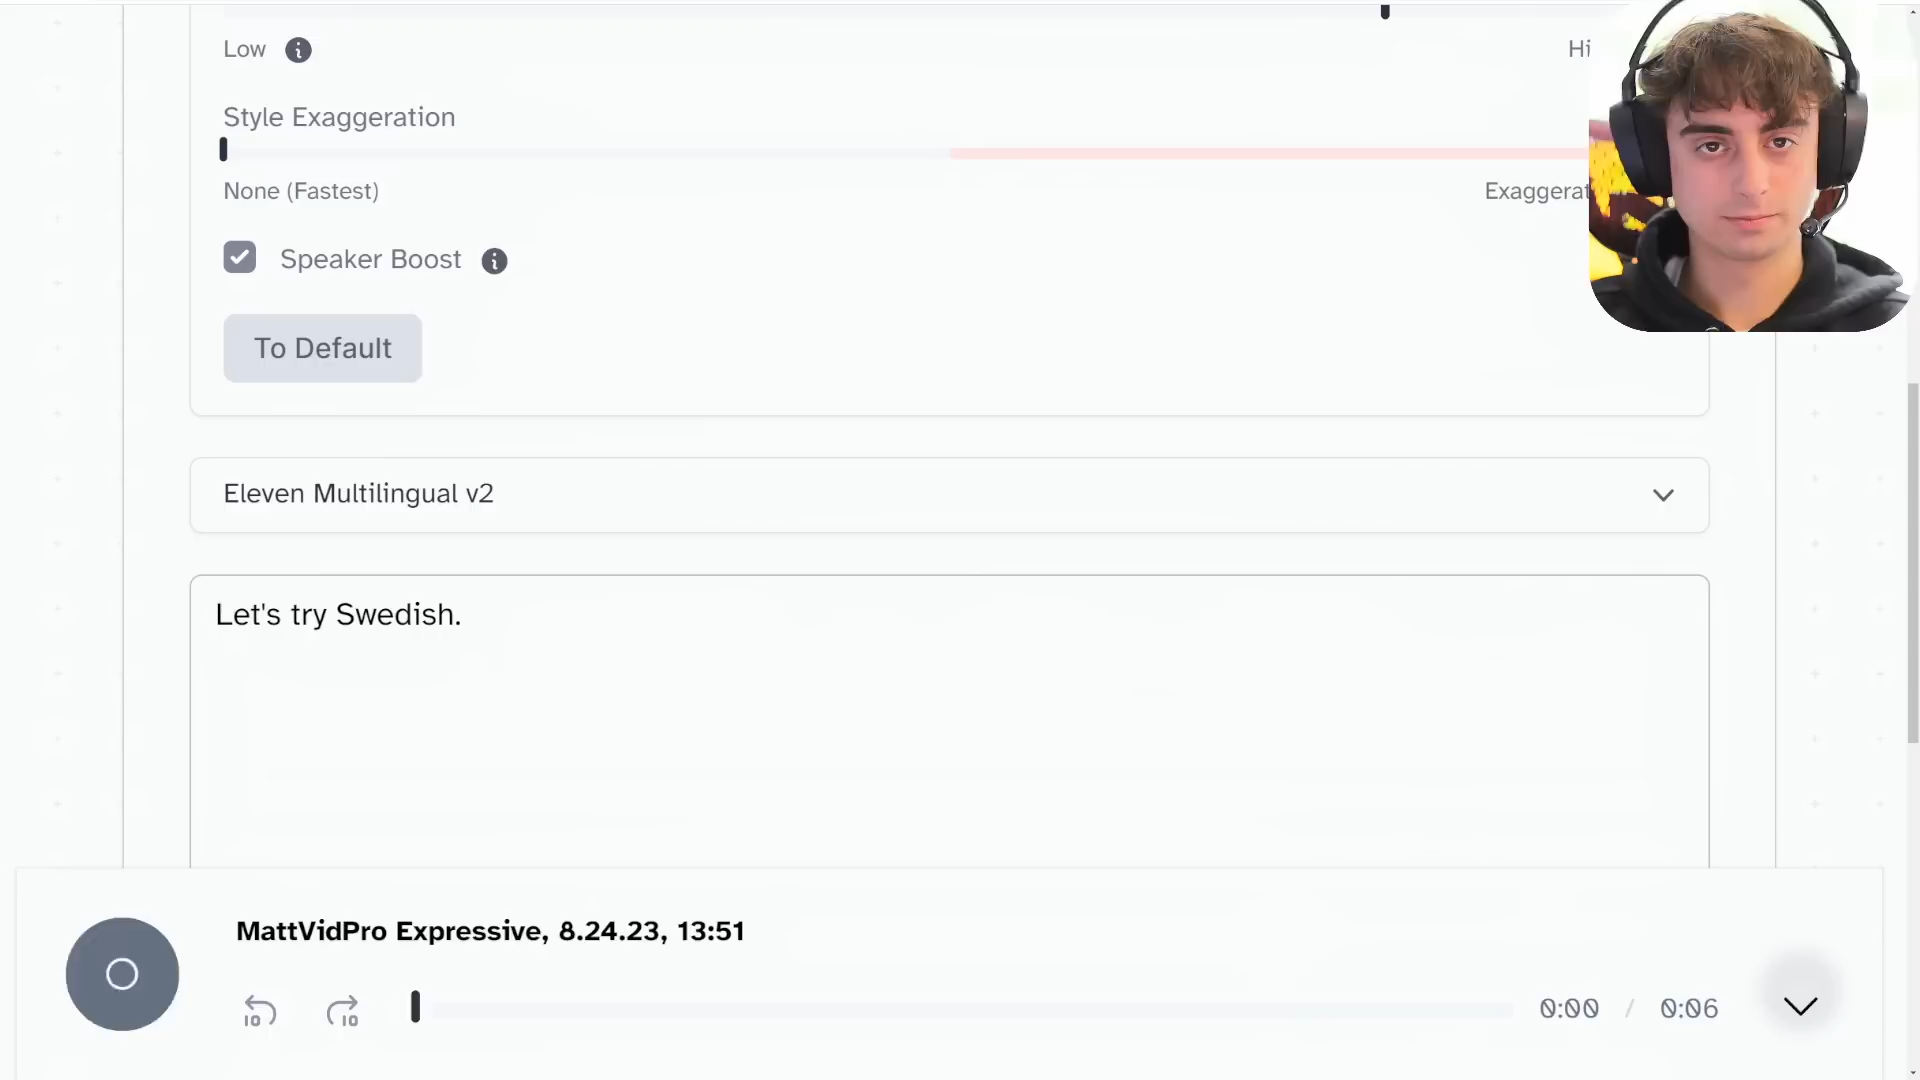 Low
Hi
Style Exaggeration
None (Fastest)
Exaggerat
Speaker Boost
To Default
Eleven Multilingual v2
Let's try Swedish.
MattVidPro Expressive, 8.24.23, 13:51
10
10
0:00 / 0:06